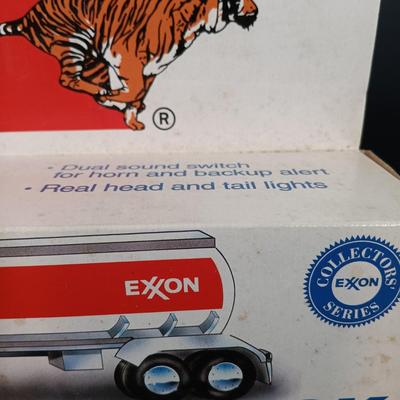 ®
• Dual sound switch
for horn and backup alert
• Real head and tail lights
EXXON
COLLECTORS'
EXXON
SERIES